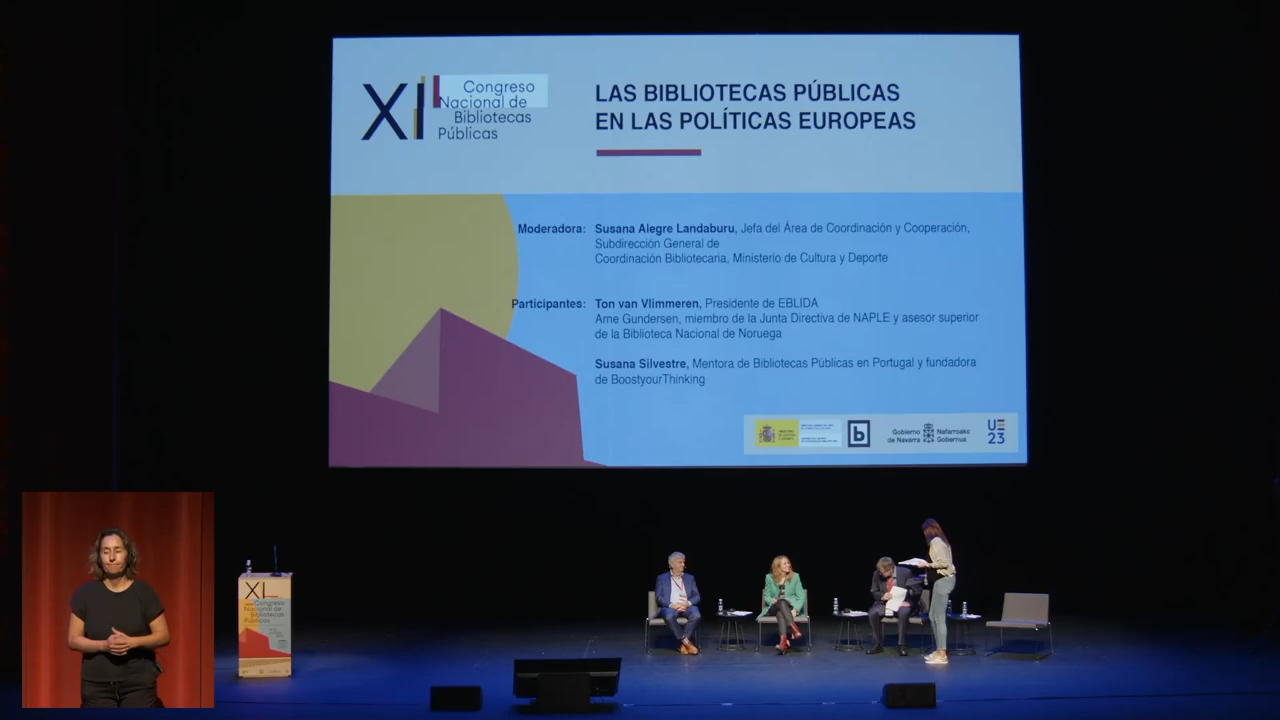 XI Congreso
Nacional de
Bibliotecas
Públicas
LAS BIBLIOTECAS PÚBLICAS
EN LAS POLÍTICAS EUROPEAS
Moderadora: Susana Alegre Landaburu, Jefa del Área de Coordinación y Cooperación,
Subdirección General de
Coordinación Bibliotecaria, Ministerio de Cultura y Deporte
Participantes: Ton van Vlimmeren, Presidente de EBLIDA
Arne Gundersen, miembro de la Junta Directiva de NAPLE y asesor superior
de la Biblioteca Nacional de Noruega
Susana Silvestre, Mentora de Bibliotecas Públicas en Portugal y fundadora
de BoostyourThinking
b
Gobierno
de Navarra
Nafarroako
Gobernua
UE
23
XI
Congreso
Nacional de
Bibliotecas
Públicas